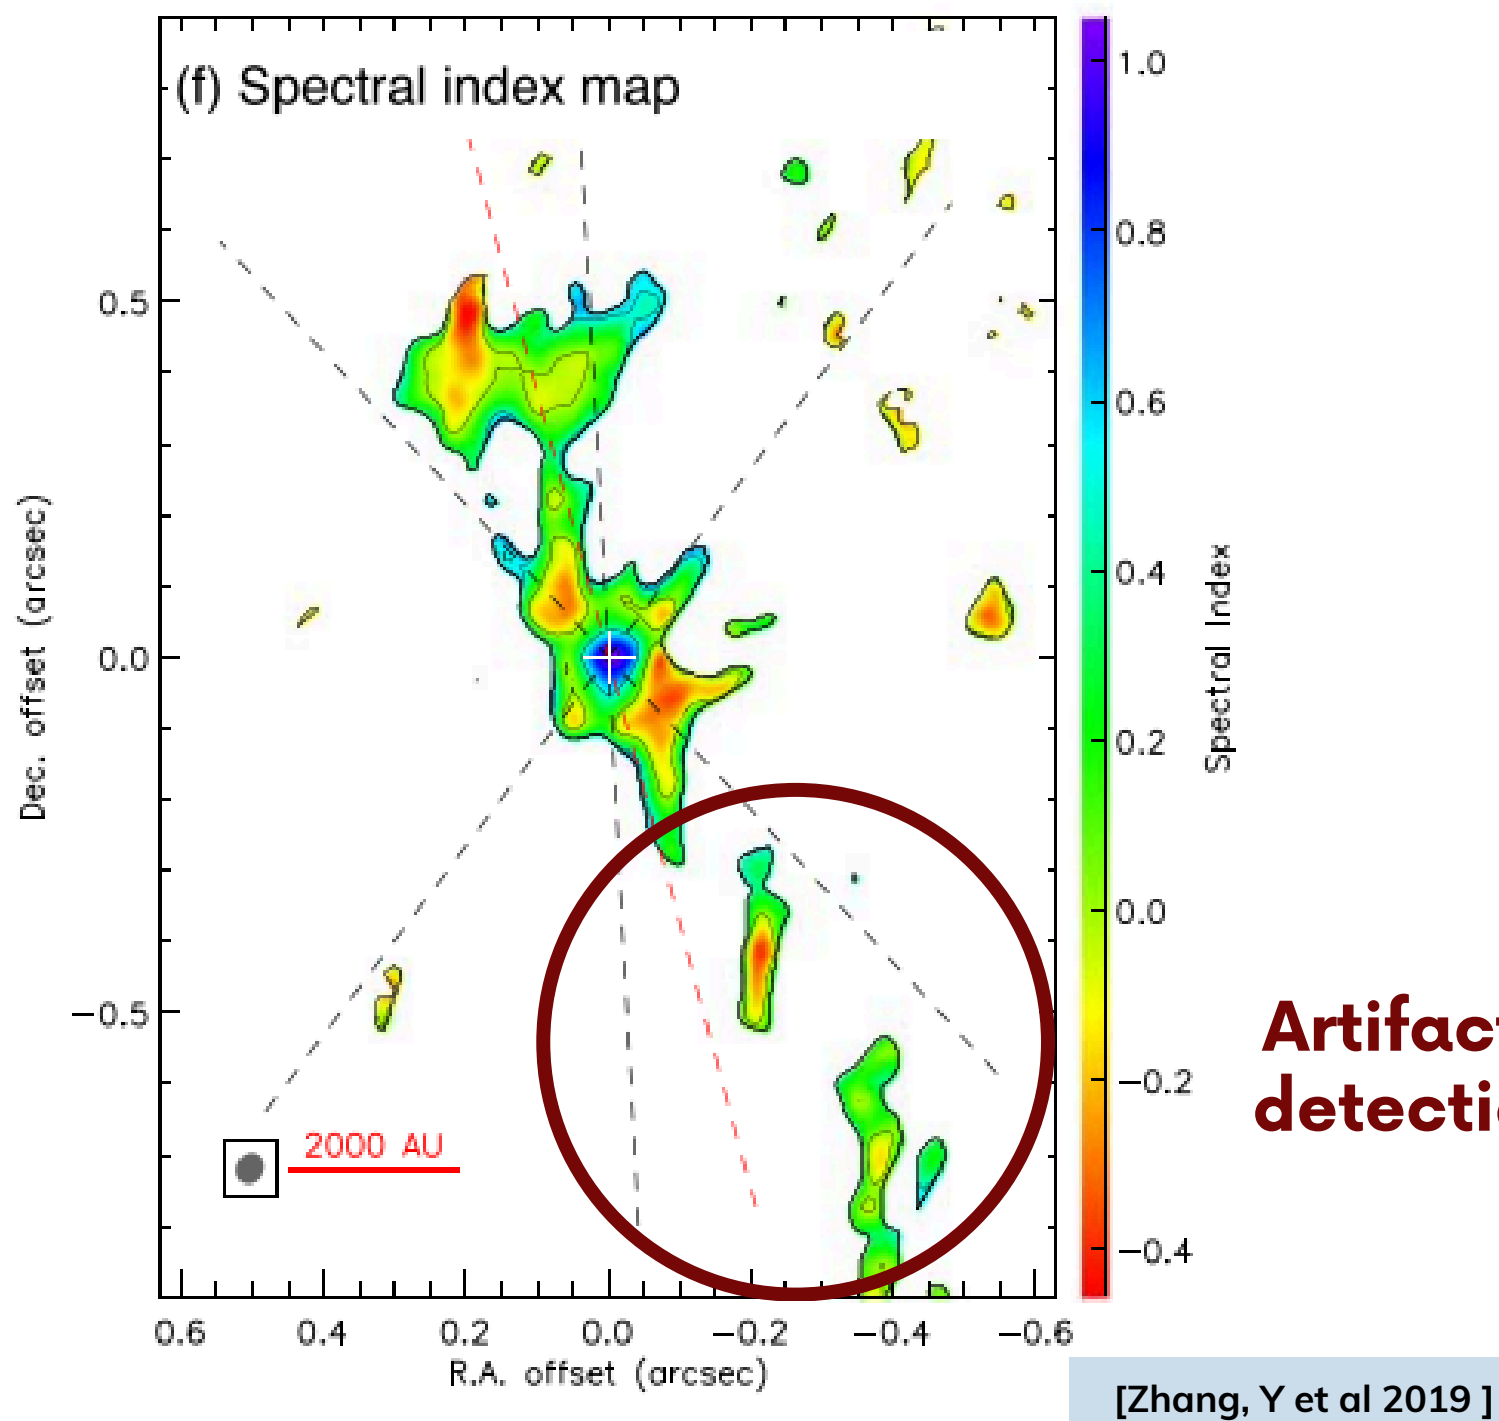 (f) Spectral index map
1.0
0.8
0.6
0.4
0.2
0.0
−0.2
−0.4
Spectral Index
0.5
0.0
−0.5
Dec. offset (arcsec)
2000 AU
0.6
0.4
0.2
0.0
−0.2
−0.4
−0.6
R.A. offset (arcsec)
Artifac
detecti
[Zhang, Y et al 2019 ]